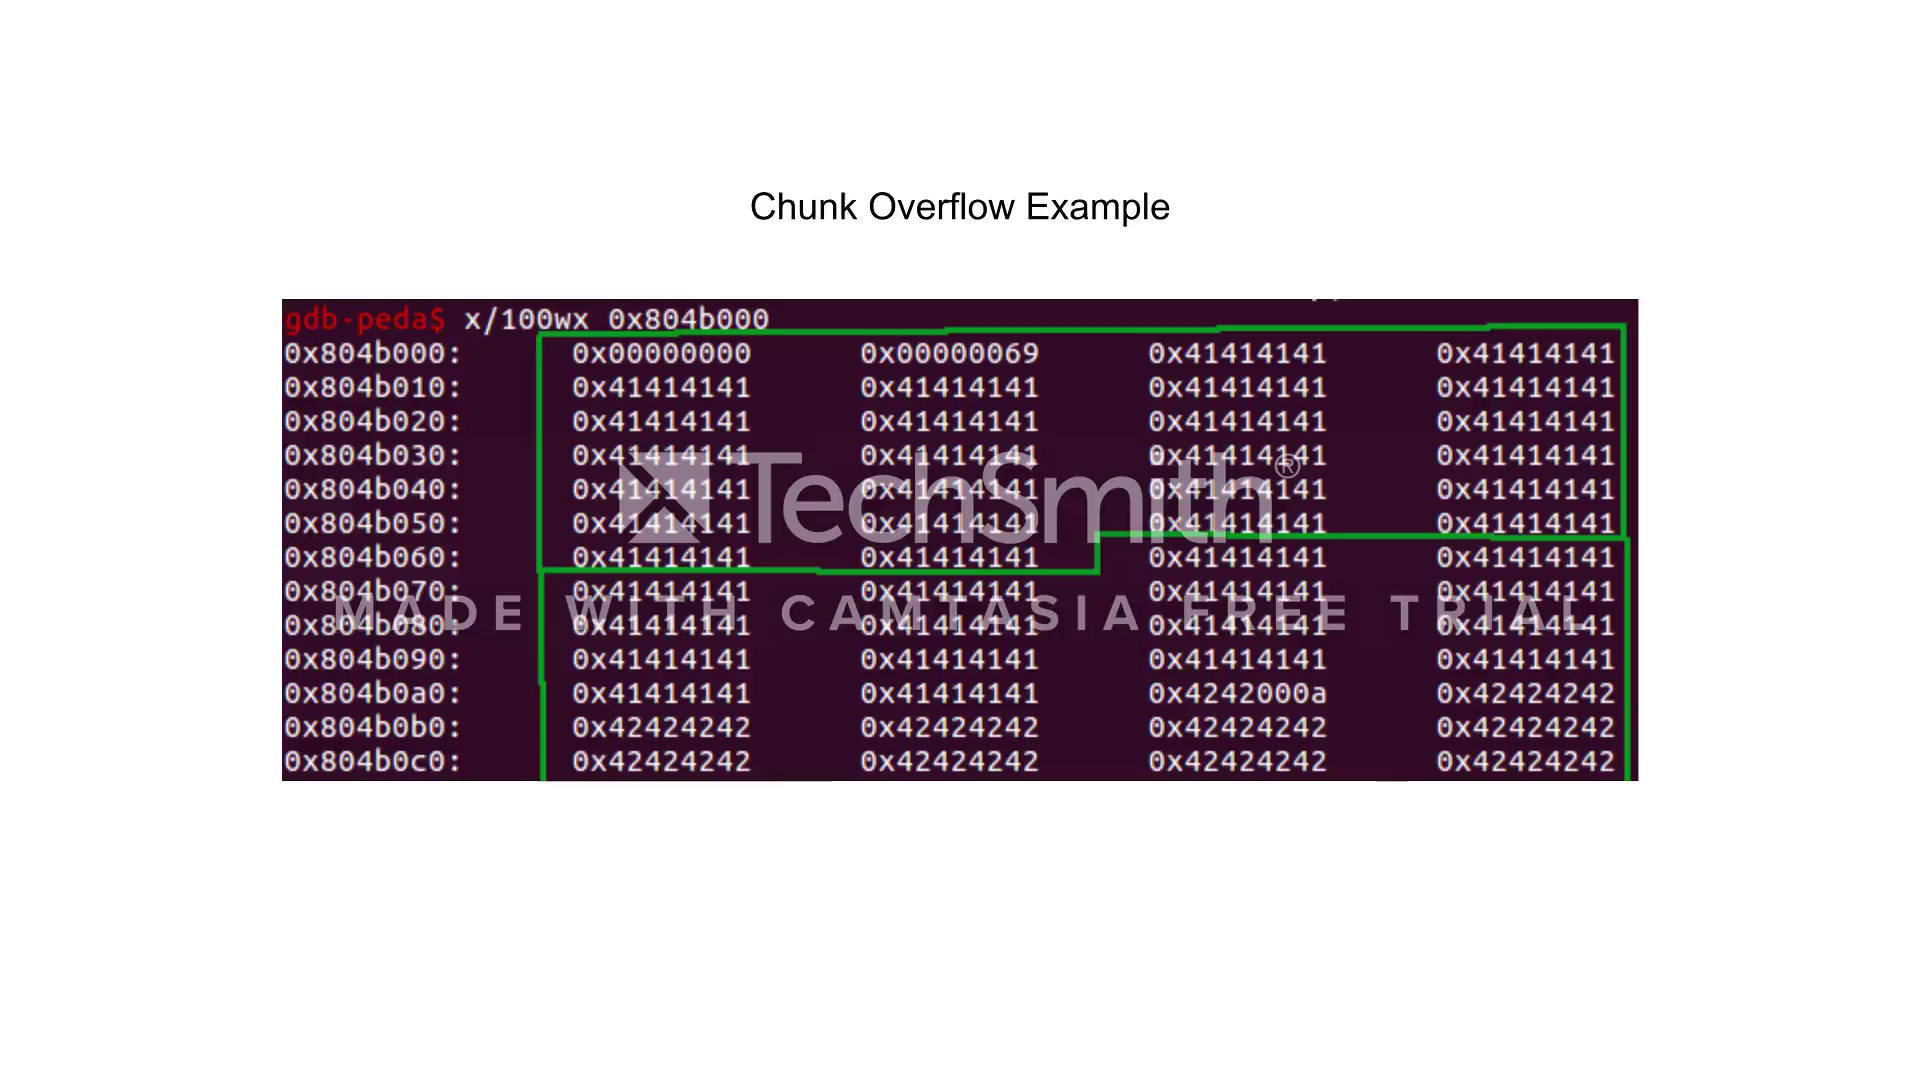 Chunk Overflow Example
gdb-peda$ x/100wx 0x804b000
0x804b000: 0x00000000 0x00000069 0x41414141 0x41414141
0x804b010: 0x41414141 0x41414141 0x41414141 0x41414141
0x804b020: 0x41414141 0x41414141 0x41414141 0x41414141
0x804b030: 0x41414141 0x41414141 0x41414141 0x41414141
0x804b040: 0x41414141 0x41414141 0x41414141 0x41414141
TechSmith®
0x804b050: 0x41414141 0x41414141 0x41414141 0x41414141
0x804b060: 0x41414141 0x41414141 0x41414141 0x41414141
0x804b070: 0x41414141 0x41414141 0x41414141 0x41414141
MADE WITH CAMTASIA FREE TRIAL
0x804b080: 0x41414141 0x41414141 0x41414141 0x41414141
0x804b090: 0x41414141 0x41414141 0x41414141 0x41414141
0x804b0a0: 0x41414141 0x41414141 0x4242000a 0x42424242
0x804b0b0: 0x42424242 0x42424242 0x42424242 0x42424242
0x804b0c0: 0x42424242 0x42424242 0x42424242 0x42424242